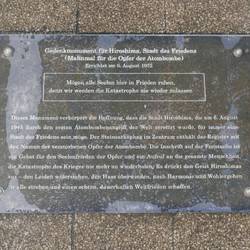 Gedenkmonument für Hiroshima, Stadt des Friedens
(Mahnmal für die Opfer der Atombombe)
Errichtet am 6. August 1952
Mögen alle Seelen hier in Frieden ruhen,
denn wir werden die Katastrophe nie wieder zulassen.
Dieses Monument verkörpert die Hoffnung, dass die Stadt Hiroshima, die am 6. August
1945 durch den ersten Atombombenangriff der Welt zerstört wurde, für immer eine
Stadt des Friedens sein möge. Der Steinsarkophag im Zentrum enthält das Register mit
den Namen der verstorbenen Opfer der Atombombe. Die Inschrift auf der Vorderseite ist
ein Gebet für den Seelenfrieden der Opfer und ein Aufruf an die gesamte Menschheit,
die Katastrophe des Krieges nie mehr zu wiederholen. Es drückt den Geist Hiroshimas
aus - dem Leiden widerstehen, den Hass überwinden, nach Harmonie und Wohlergehen
für alle streben und einen echten, dauerhaften Weltfrieden schaffen.